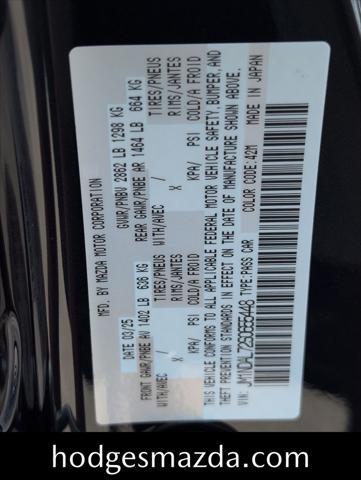 MFD. BY MAZDA MOTOR CORPORATION
DATE 03/25 GVWR/PNBV 2862 LB 1298 KG
FRONT GAWR/PNBE AV 1402 LB 636 KG REAR GAWR/PNBE AR 1464 LB 664 KG
WITH/AVEC / TIRES/PNEUS WITH/AVEC / TIRES/PNEUS
X RIMS/JANTES X RIMS/JANTES
KPA/ PSI COLD/A FROID KPA/ PSI COLD/A FROID
THIS VEHICLE CONFORMS TO ALL APPLICABLE FEDERAL MOTOR VEHICLE SAFETY, BUMPER, AND
THEFT PREVENTION STANDARDS IN EFFECT ON THE DATE OF MANUFACTURE SHOWN ABOVE.
VIN: TYPE:PASS CAR COLOR CODE: 42M MADE IN JAPAN
hodgesmazda.com